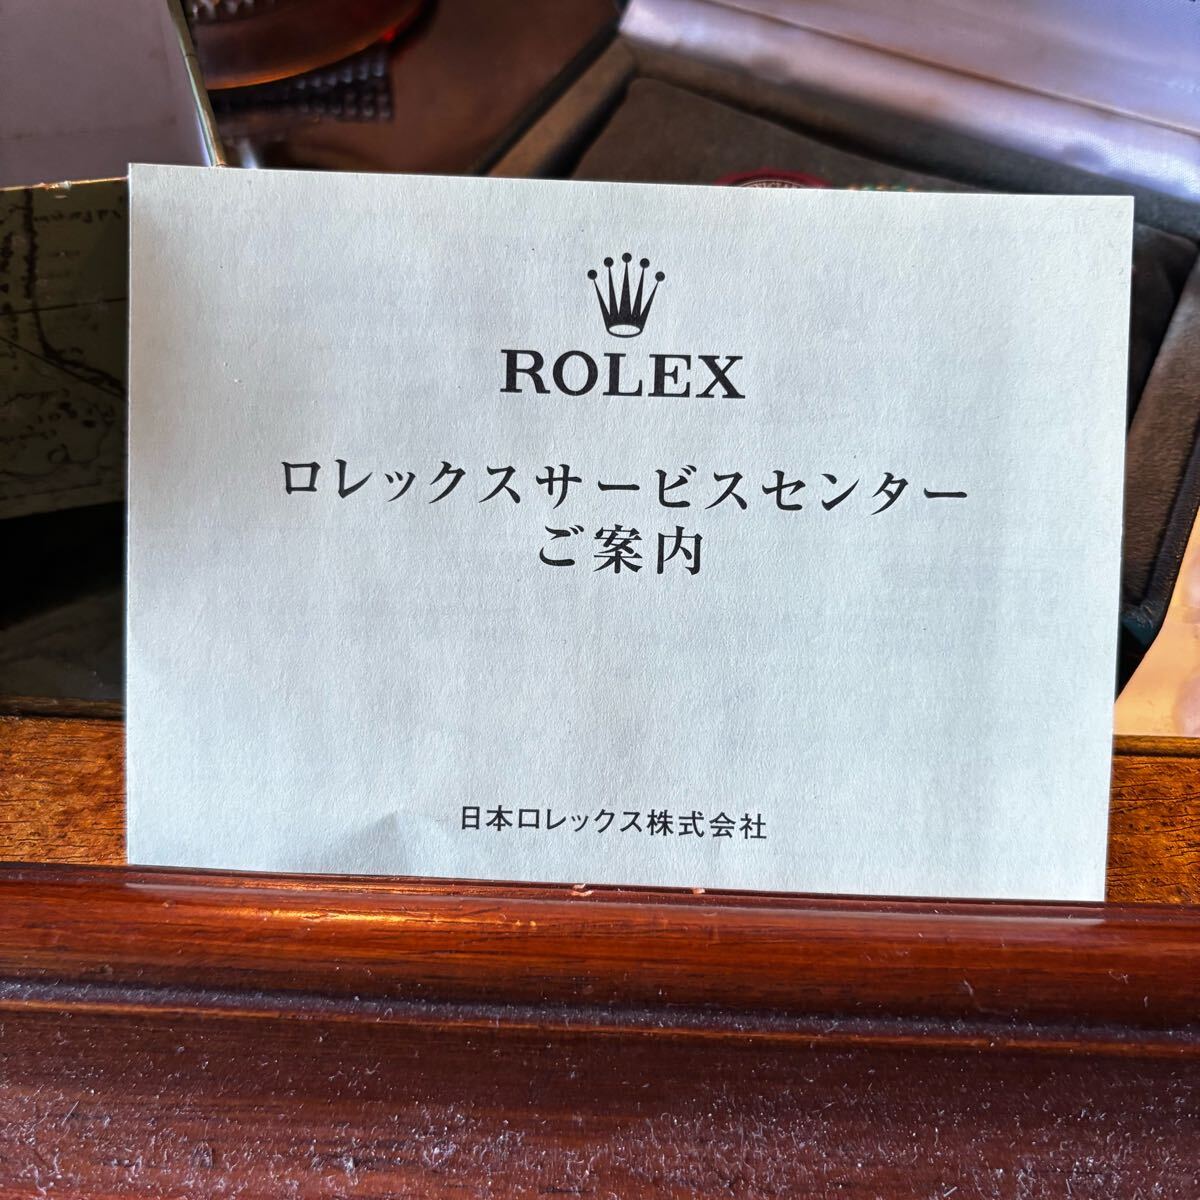 ROLEX
ロレックスサービスセンター
ご案内
日本ロレックス株式会社